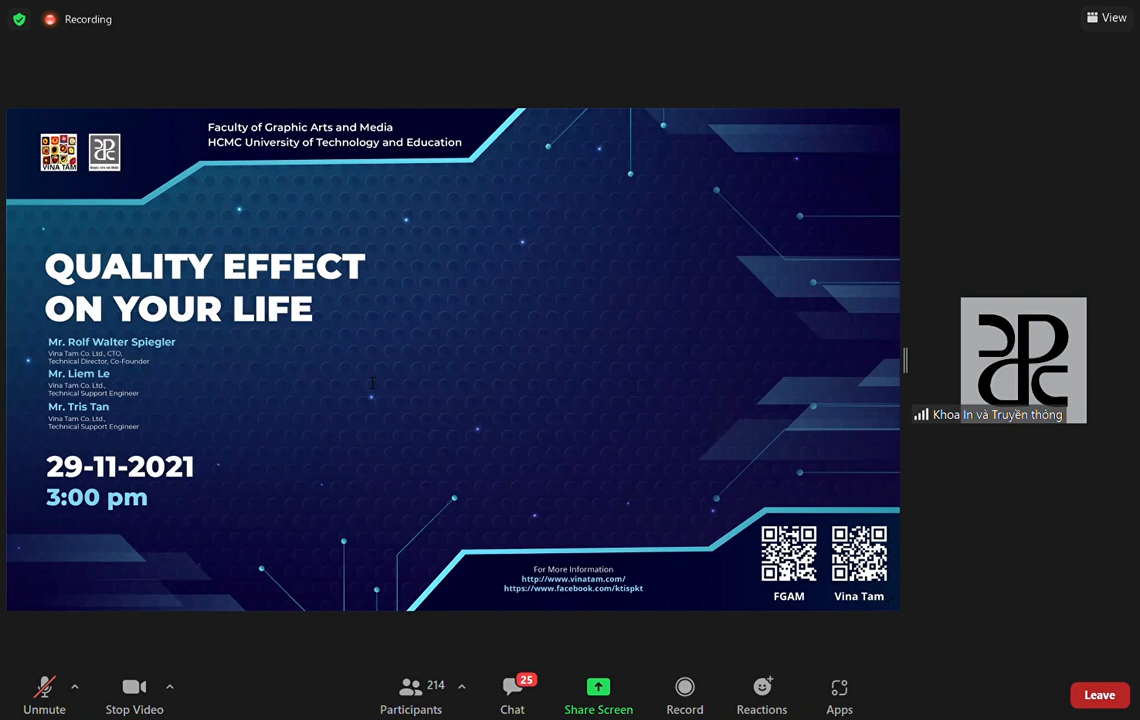 Recording
View
Faculty of Graphic Arts and Media
HCMC University of Technology and Education
VINA TAM
QUALITY EFFECT
ON YOUR LIFE
Mr. Rolf Walter Spiegler
Vina Tam Co. Ltd., CTO,
Technical Director, Co-Founder
Mr. Liem Le
Vina Tam Co. Ltd.,
Technical Support Engineer
Mr. Tris Tan
Vina Tam Co. Ltd.,
Technical Support Engineer
29-11-2021
3:00 pm
Khoa In và Truyền thông
For More Information
http://www.vinatam.com/
https://www.facebook.com/ktispkt
FGAM
Vina Tam
Unmute
Stop Video
214
Participants
25
Chat
Share Screen
Record
Reactions
Apps
Leave